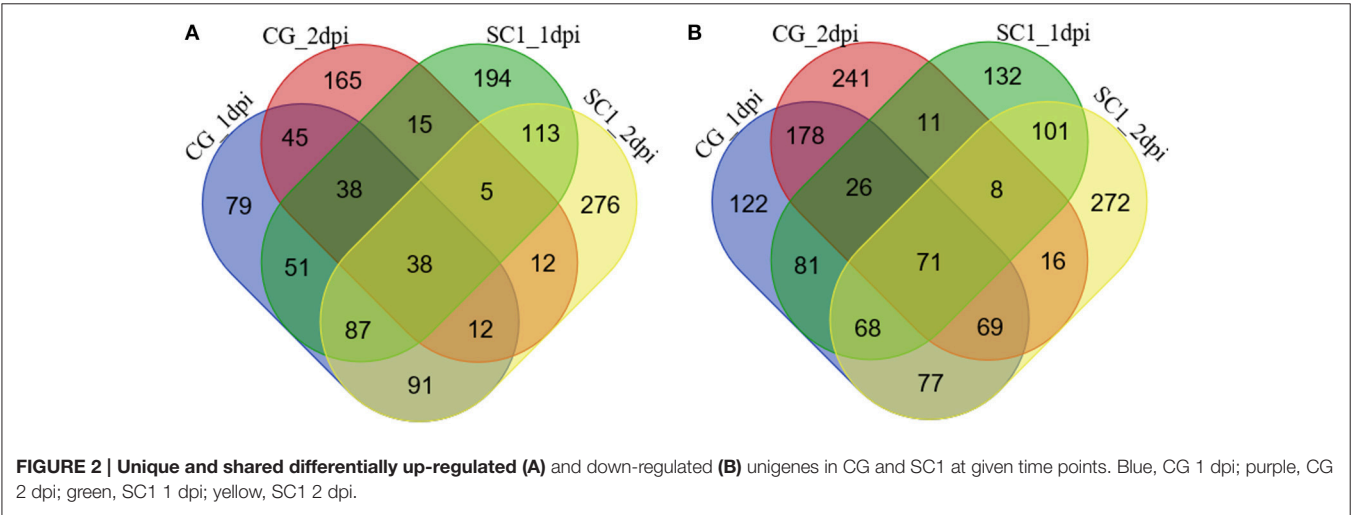 A
CG_2dpi
SC1_1dpi
CG_1dpi
SC1_2dpi
165
194
45
15
113
79
38
5
276
51
38
12
87
12
91
B
CG_2dpi
SC1_1dpi
CG_1dpi
SC1_2dpi
241
132
178
11
101
122
26
8
272
81
71
16
68
69
77
FIGURE 2 | Unique and shared differentially up-regulated (A) and down-regulated (B) unigenes in CG and SC1 at given time points. Blue, CG 1 dpi; purple, CG
2 dpi; green, SC1 1 dpi; yellow, SC1 2 dpi.